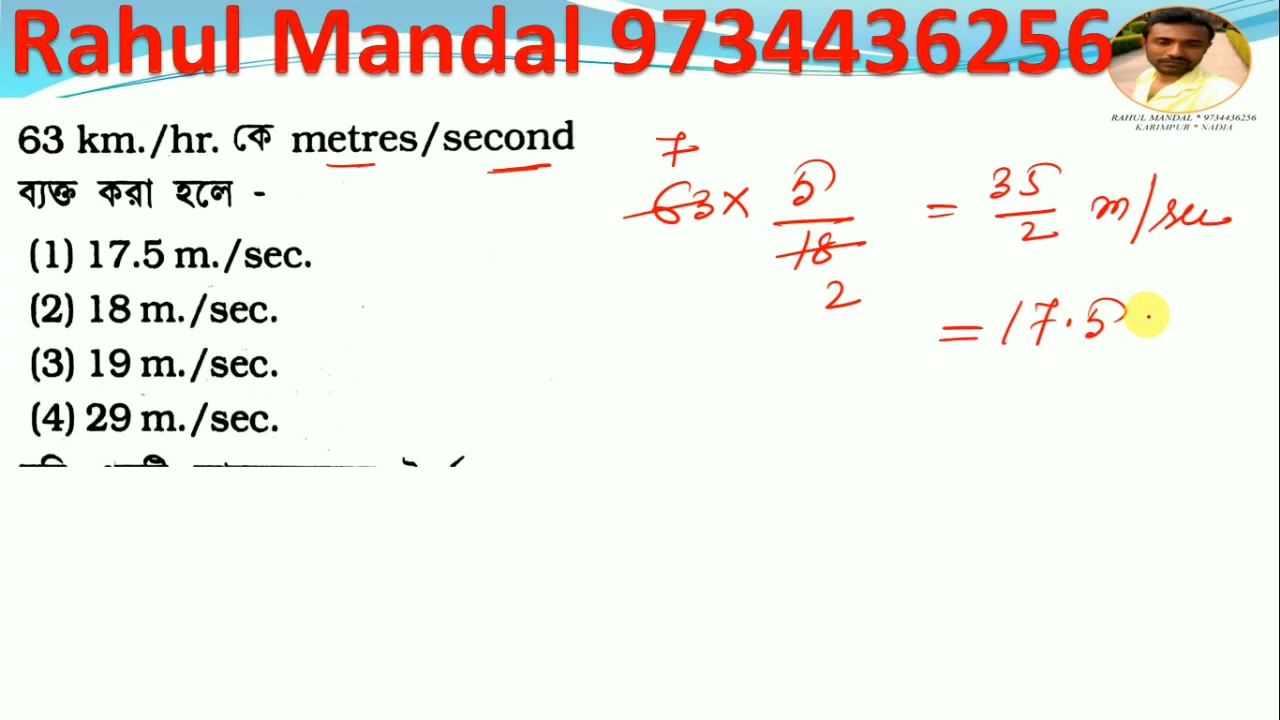 Rahul Mandal 9734436256
RAHUL MANDAL * 9734436256
KARIMPUR * NADIA
63 km./hr. কে metres/second
ব্যক্ত করা হলে -
(1) 17.5 m./sec.
(2) 18 m./sec.
(3) 19 m./sec.
(4) 29 m./sec.
7
63 × 5/18 = 35/2 m/sec
2
= 17.5